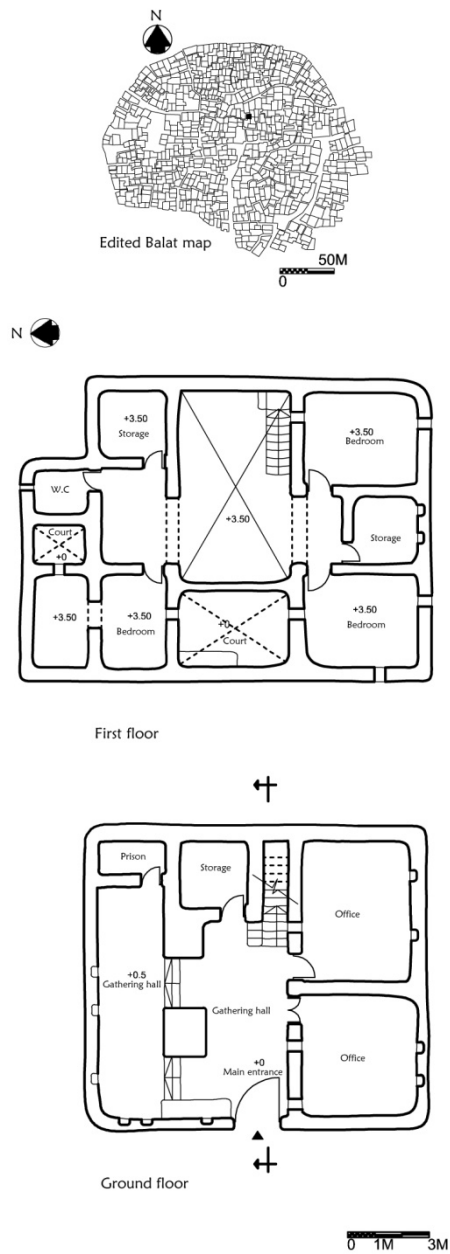 N
Edited Balat map
50M
0
N
+3.50
Storage
+3.50
Bedroom
W.C
+3.50
Court
+0
Storage
+3.50
+3.50
Bedroom
+0
Court
+3.50
Bedroom
First floor
Prison
Storage
Office
+0.5
Gathering hall
Gathering hall
+0
Main entrance
Office
Ground floor
0 1M 3M